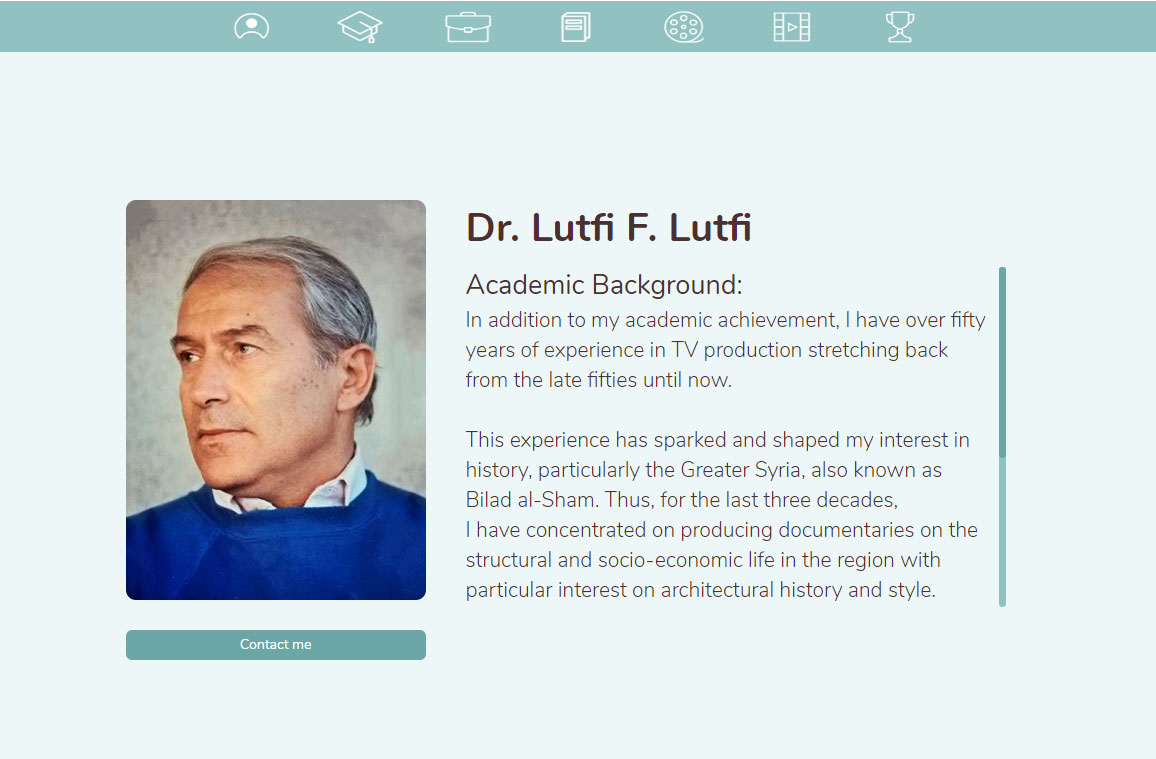 Dr. Lutfi F. Lutfi
Academic Background:
In addition to my academic achievement, I have over fifty
years of experience in TV production stretching back
from the late fifties until now.
This experience has sparked and shaped my interest in
history, particularly the Greater Syria, also known as
Bilad al-Sham. Thus, for the last three decades,
I have concentrated on producing documentaries on the
structural and socio-economic life in the region with
particular interest on architectural history and style.
Contact me